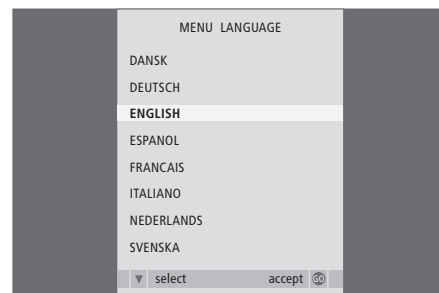 MENU LANGUAGE
DANSK
DEUTSCH
ENGLISH
ESPANOL
FRANCAIS
ITALIANO
NEDERLANDS
SVENSKA
select accept GO